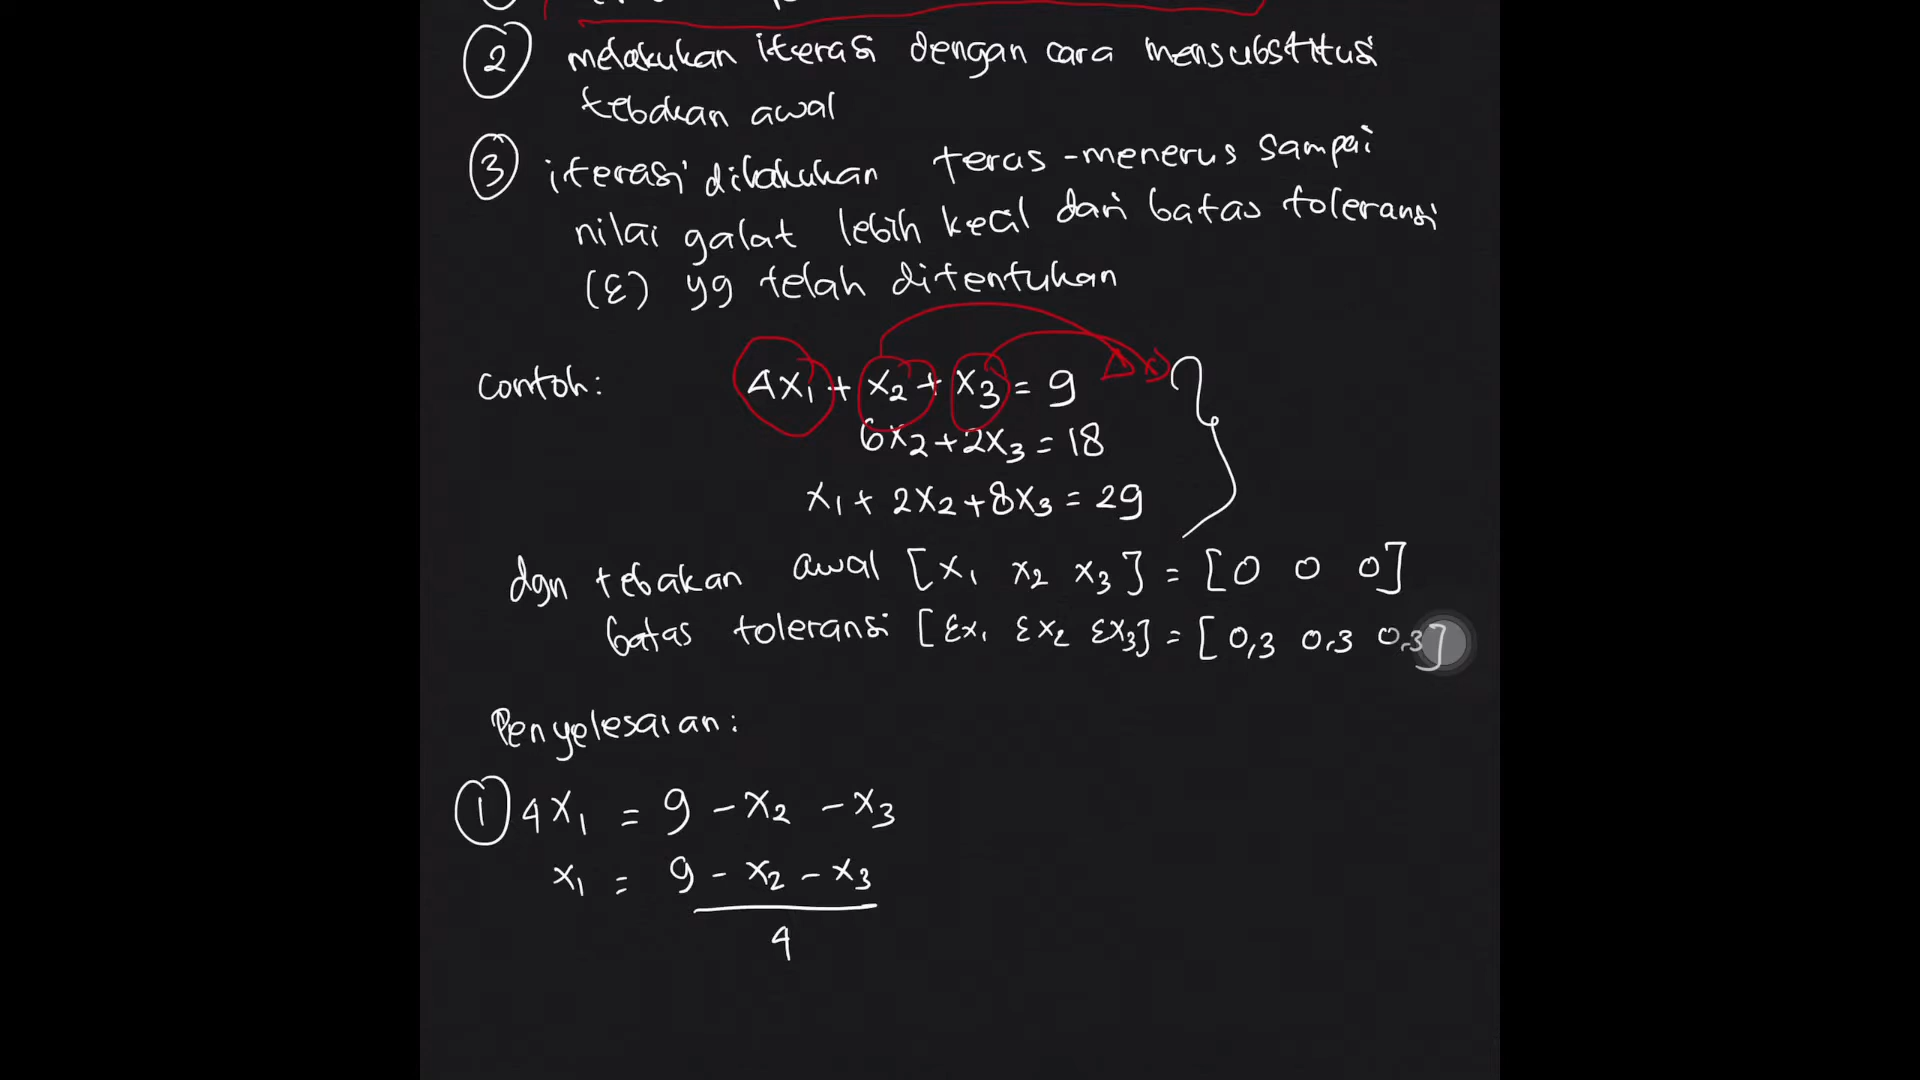 ② melakukan iterasi dengan cara mensubstitusi
tebakan awal
③ iterasi dilakukan terus-menerus sampai
nilai galat lebih kecil dari batas toleransi
(ε) yg telah ditentukan
Contoh: 4x₁ + x₂ + x₃ = 9
6x₂ + 2x₃ = 18
x₁ + 2x₂ + 8x₃ = 29
dgn tebakan awal [x₁ x₂ x₃] = [0 0 0]
batas toleransi [εx₁ εx₂ εx₃] = [0,3 0,3 0,3]
Penyelesaian:
① 4x₁ = 9 - x₂ - x₃
x₁ = 9 - x₂ - x₃
4